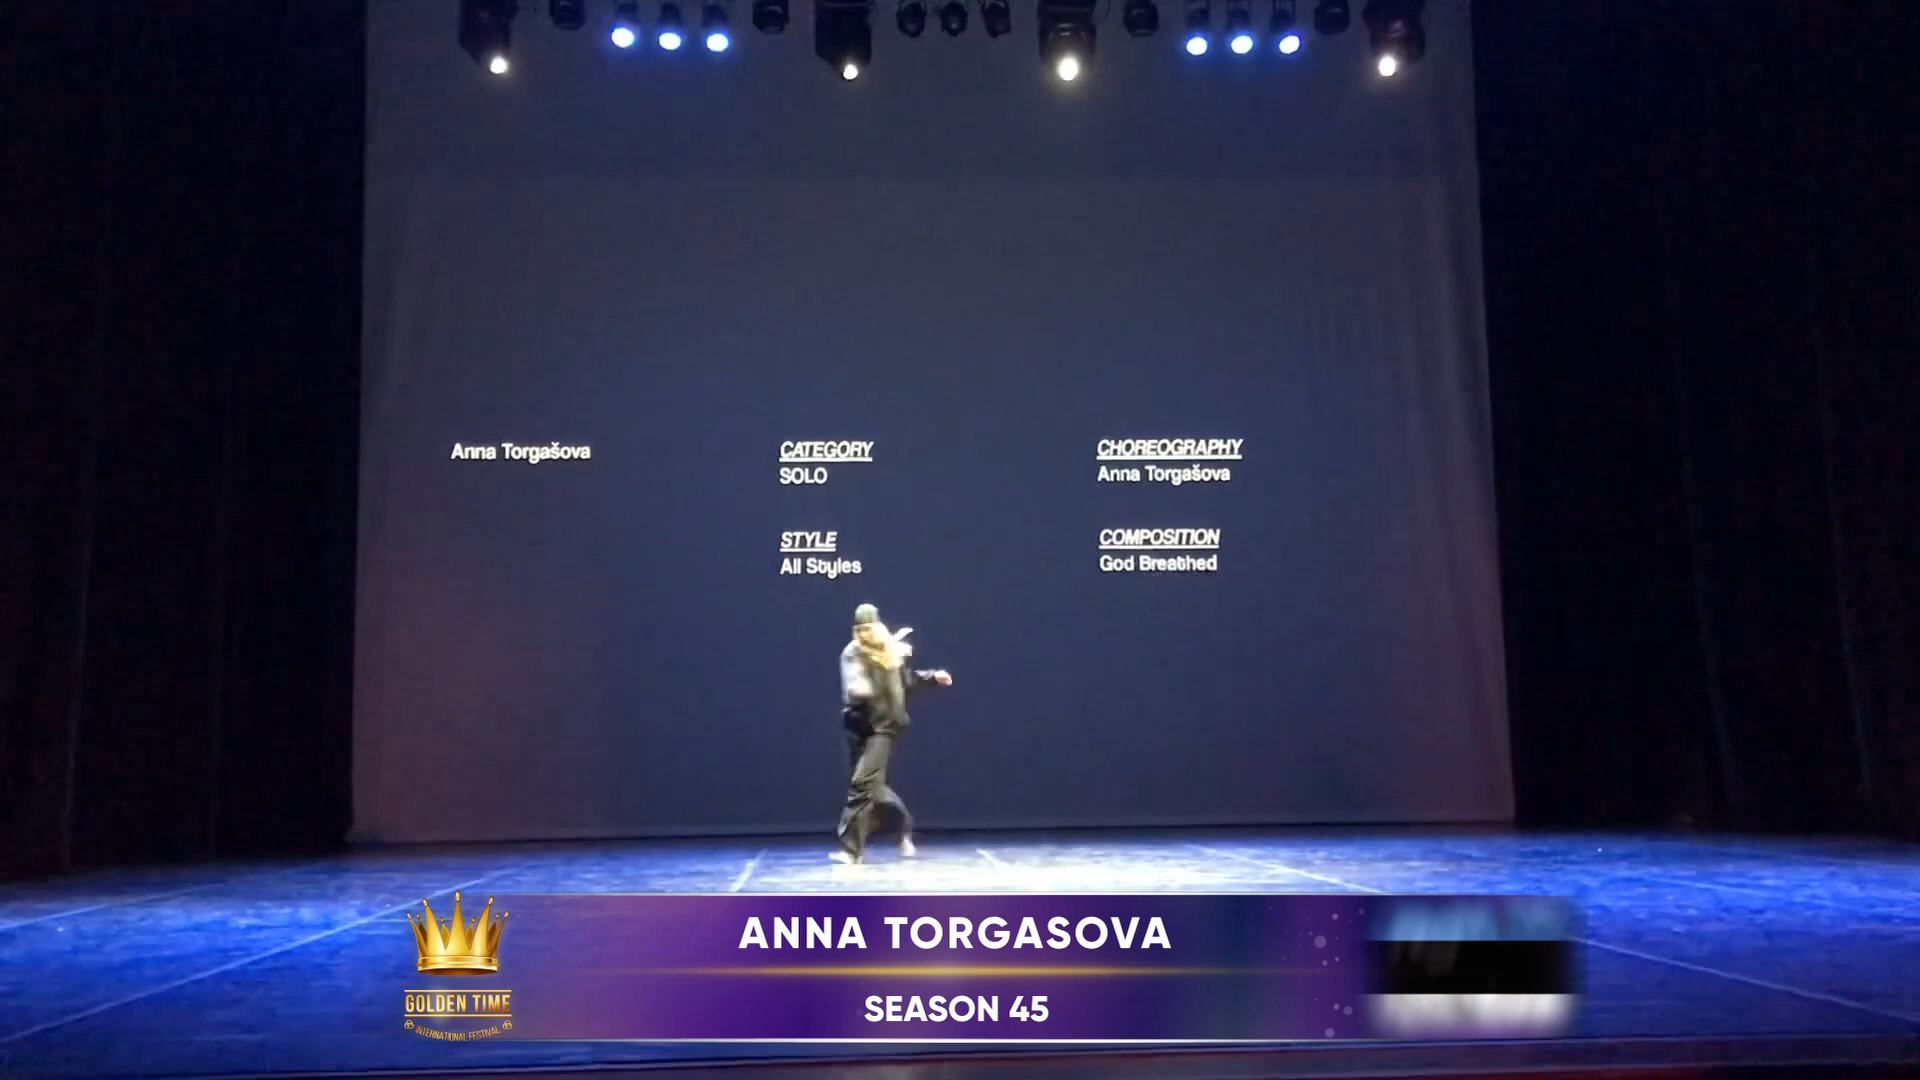 Anna Torgašova
CATEGORY
SOLO
STYLE
All Styles
CHOREOGRAPHY
Anna Torgašova
COMPOSITION
God Breathed
ANNA TORGASOVA
SEASON 45
GOLDEN TIME
INTERNATIONAL FESTIVAL